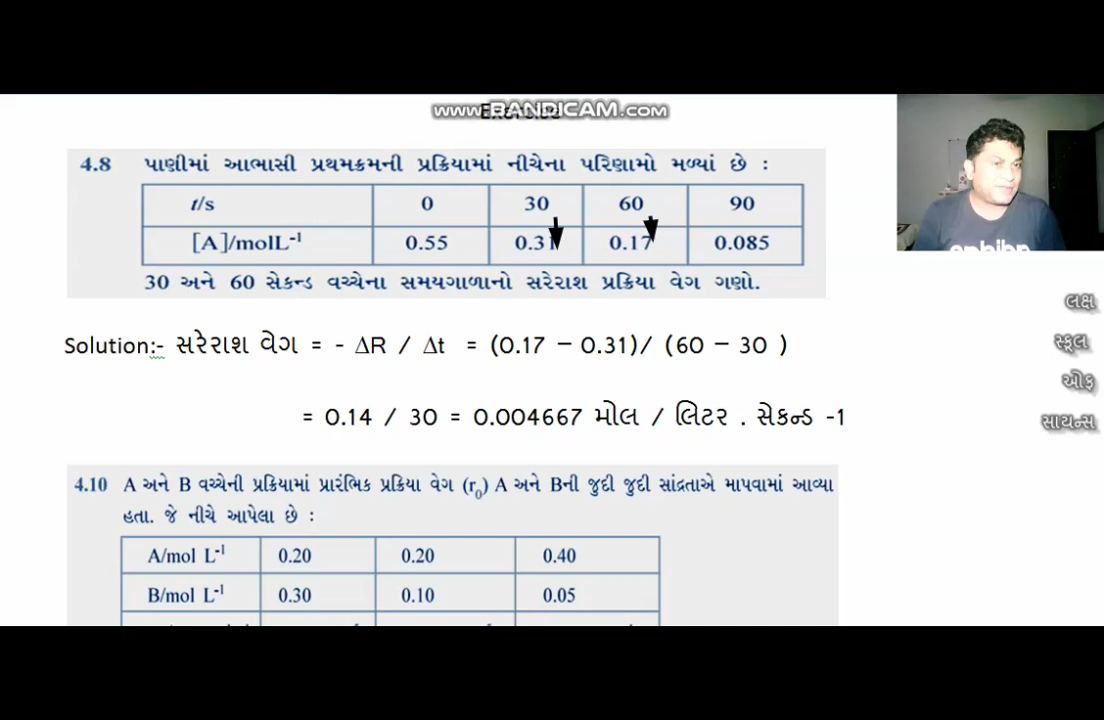 www.BANDICAM.com
4.8 પાણીમાં આભાસી પ્રથમક્રમની પ્રક્રિયામાં નીચેના પરિણામો મળ્યાં છે :
t/s 0 30 60 90
[A]/molL⁻¹ 0.55 0.31 0.17 0.085
30 અને 60 સેકન્ડ વચ્ચેના સમયગાળાનો સરેરાશ પ્રક્રિયા વેગ ગણો.
Solution:- સરેરાશ વેગ = - ΔR / Δt = (0.17 – 0.31)/ (60 – 30 )
= 0.14 / 30 = 0.004667 મોલ / લિટર . સેકન્ડ -1
લક્ષ
સ્કૂલ
ઓફ
સાયન્સ
4.10 A અને B વચ્ચેની પ્રક્રિયામાં પ્રારંભિક પ્રક્રિયા વેગ (r₀) A અને Bની જુદી જુદી સાંદ્રતાએ માપવામાં આવ્યા
હતા. જે નીચે આપેલા છે :
A/mol L⁻¹ 0.20 0.20 0.40
B/mol L⁻¹ 0.30 0.10 0.05